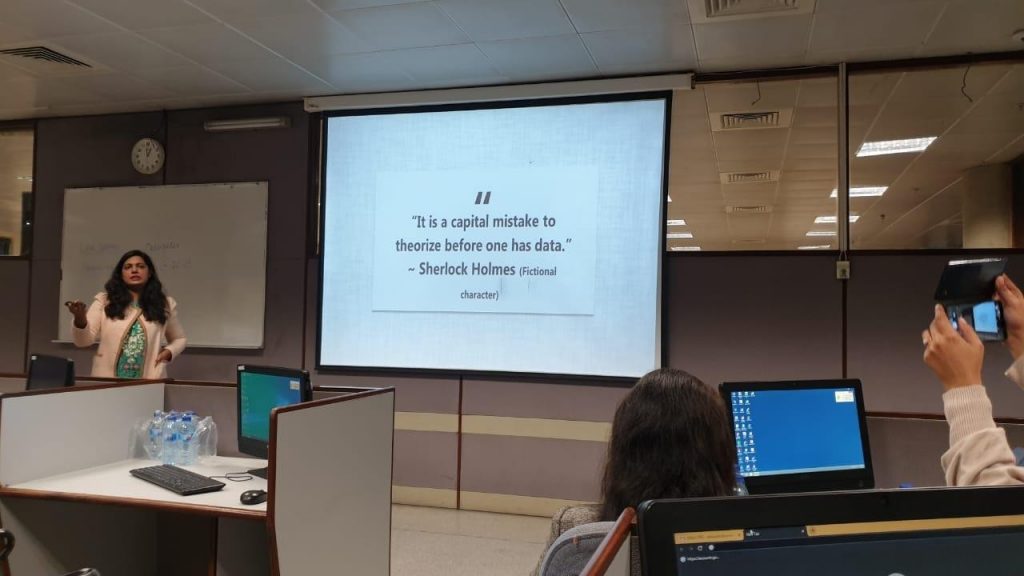 “It is a capital mistake to
theorize before one has data.”
~ Sherlock Holmes (Fictional
character)